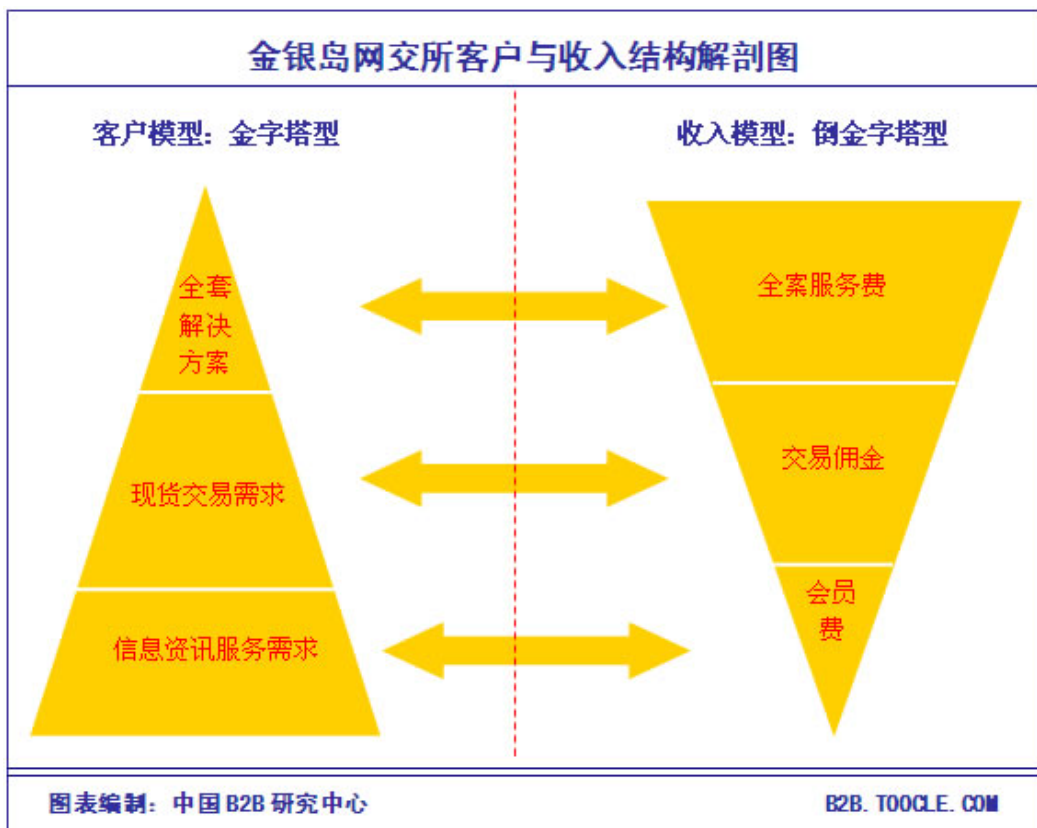 金银岛网交所客户与收入结构解剖图
客户模型：金字塔型
收入模型：倒金字塔型
全套
解决
方案
全案服务费
现货交易需求
交易佣金
信息资讯服务需求
会员
费
图表编制：中国B2B研究中心
B2B.TOOCLE.COM